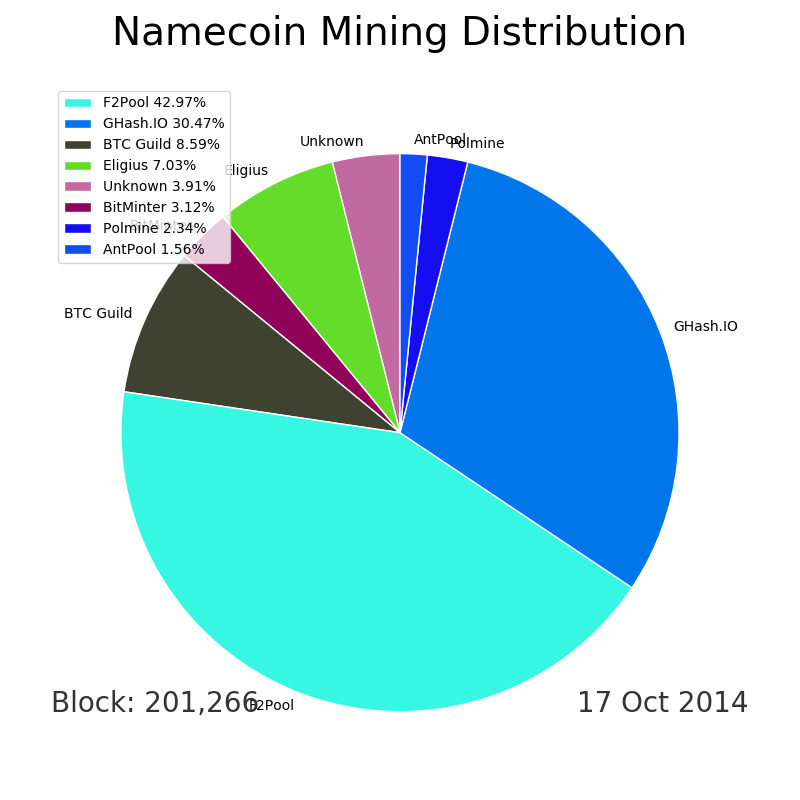 Namecoin Mining Distribution
F2Pool 42.97%
GHash.IO 30.47%
BTC Guild 8.59%
Eligius 7.03%
Unknown 3.91%
BitMinter 3.12%
Polmine 2.34%
AntPool 1.56%
Unknown
AntPool
Polmine
Eligius
BitMinter
BTC Guild
GHash.IO
F2Pool
Block: 201,266
17 Oct 2014